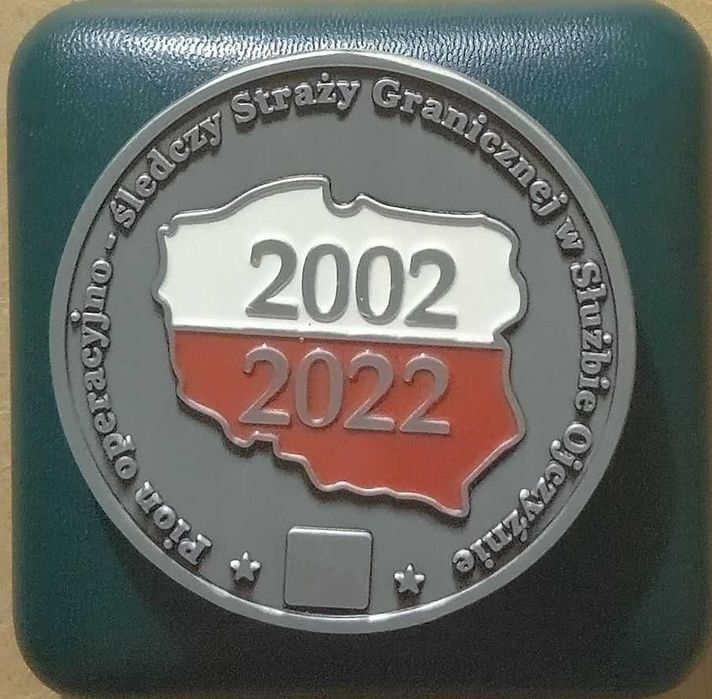 Pion operacyjno - śledczy Straży Granicznej w Służbie Ojczyźnie
2002
2022